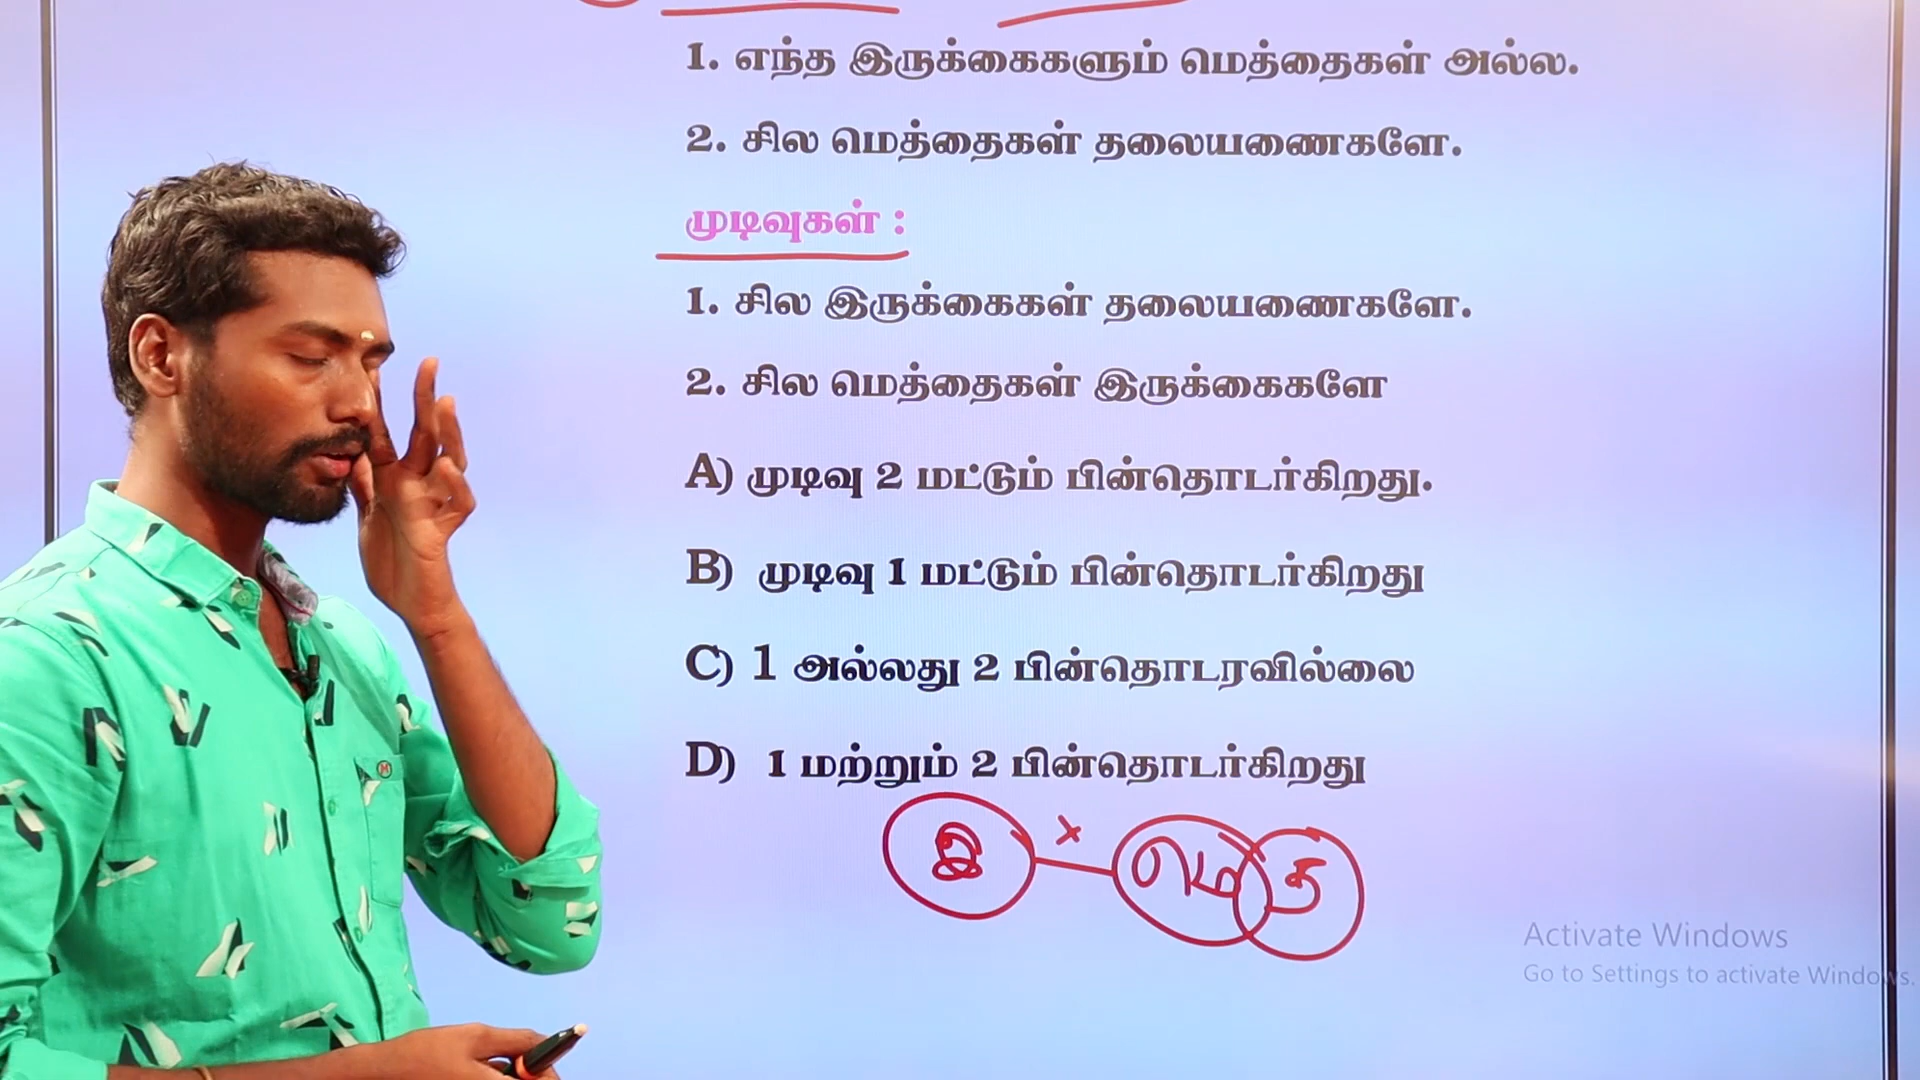 1. எந்த இருக்கைகளும் மெத்தைகள் அல்ல.
2. சில மெத்தைகள் தலையணைகளே.
முடிவுகள் :
1. சில இருக்கைகள் தலையணைகளே.
2. சில மெத்தைகள் இருக்கைகளே
A) முடிவு 2 மட்டும் பின்தொடர்கிறது.
B) முடிவு 1 மட்டும் பின்தொடர்கிறது
C) 1 அல்லது 2 பின்தொடரவில்லை
D) 1 மற்றும் 2 பின்தொடர்கிறது
இ x மெ த
Activate Windows
Go to Settings to activate Windows.
M